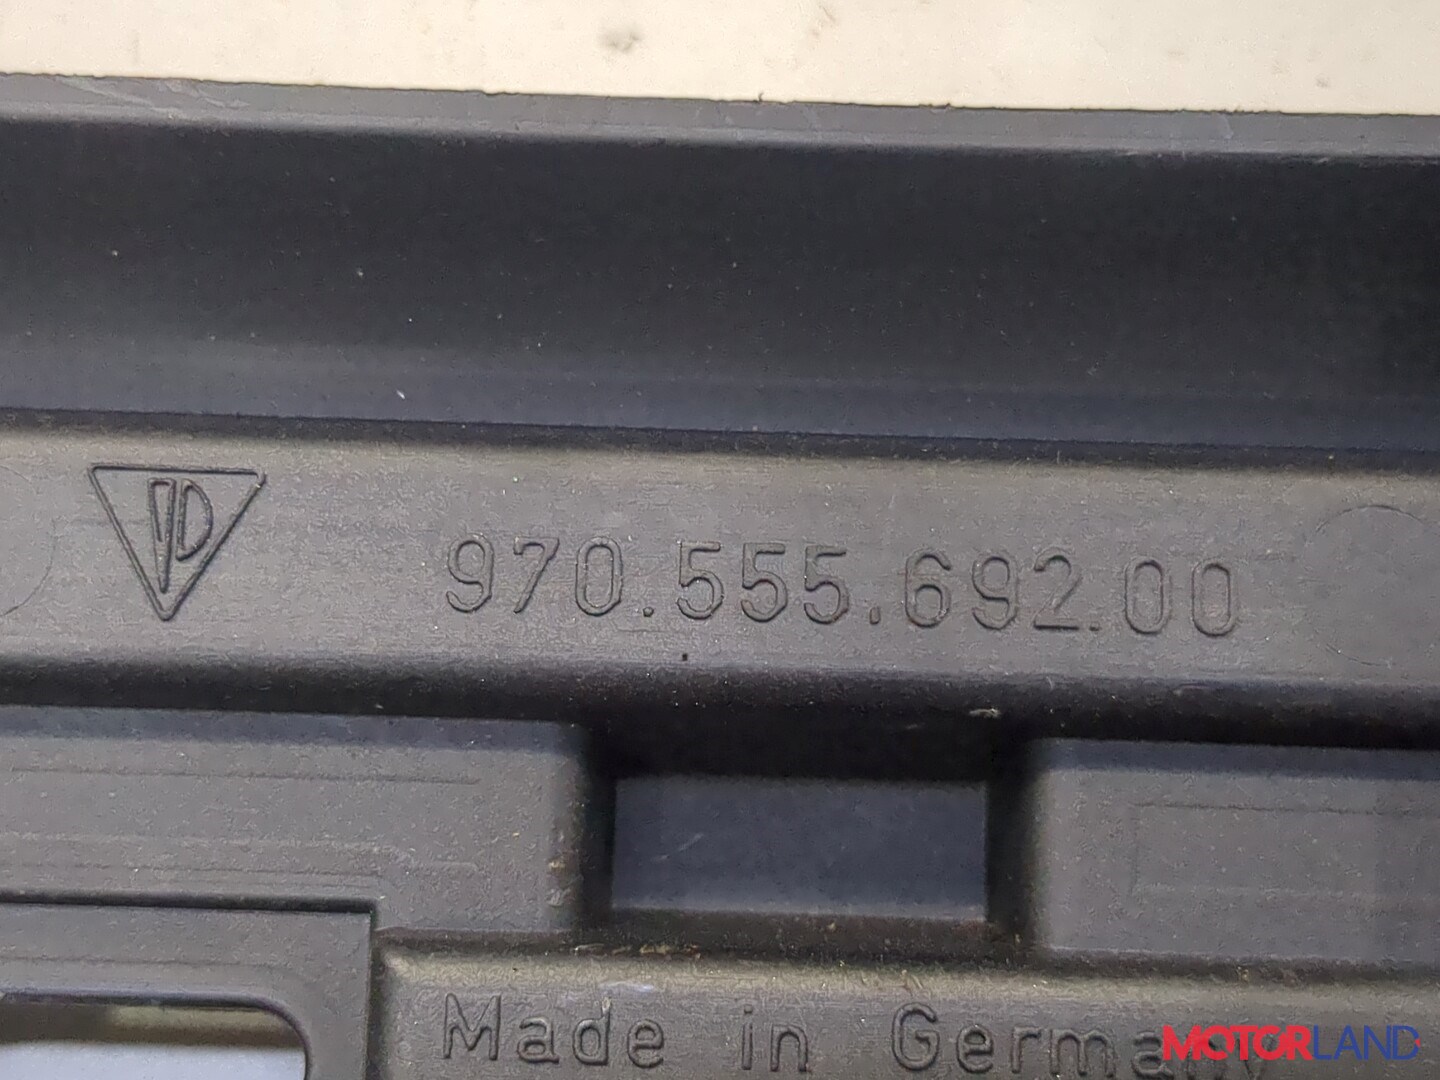 970.555.692.00
Made in Germany
MOTORLAND